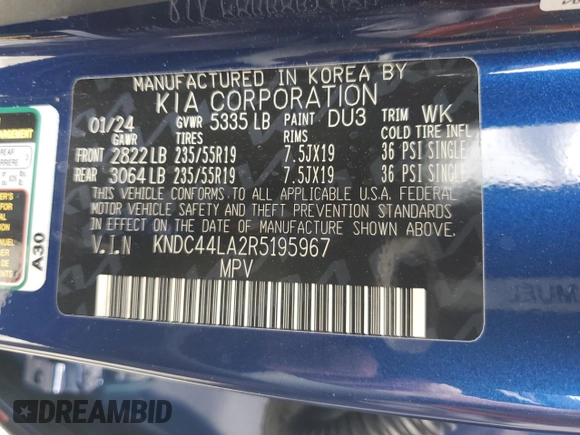 MANUFACTURED IN KOREA BY
KIA CORPORATION
01/24 GVWR 5335 LB PAINT DU3 TRIM WK
GAWR TIRES RIMS COLD TIRE INFL
FRONT 2822 LB 235/55R19 7.5JX19 36 PSI SINGLE
REAR 3064 LB 235/55R19 7.5JX19 36 PSI SINGLE
THIS VEHICLE CONFORMS TO ALL APPLICABLE U.S.A. FEDERAL
MOTOR VEHICLE SAFETY AND THEFT PREVENTION STANDARDS
IN EFFECT ON THE DATE OF MANUFACTURE SHOWN ABOVE.
V.I.N KNDC44LA2R5195967
MPV
A30
DREAMBID